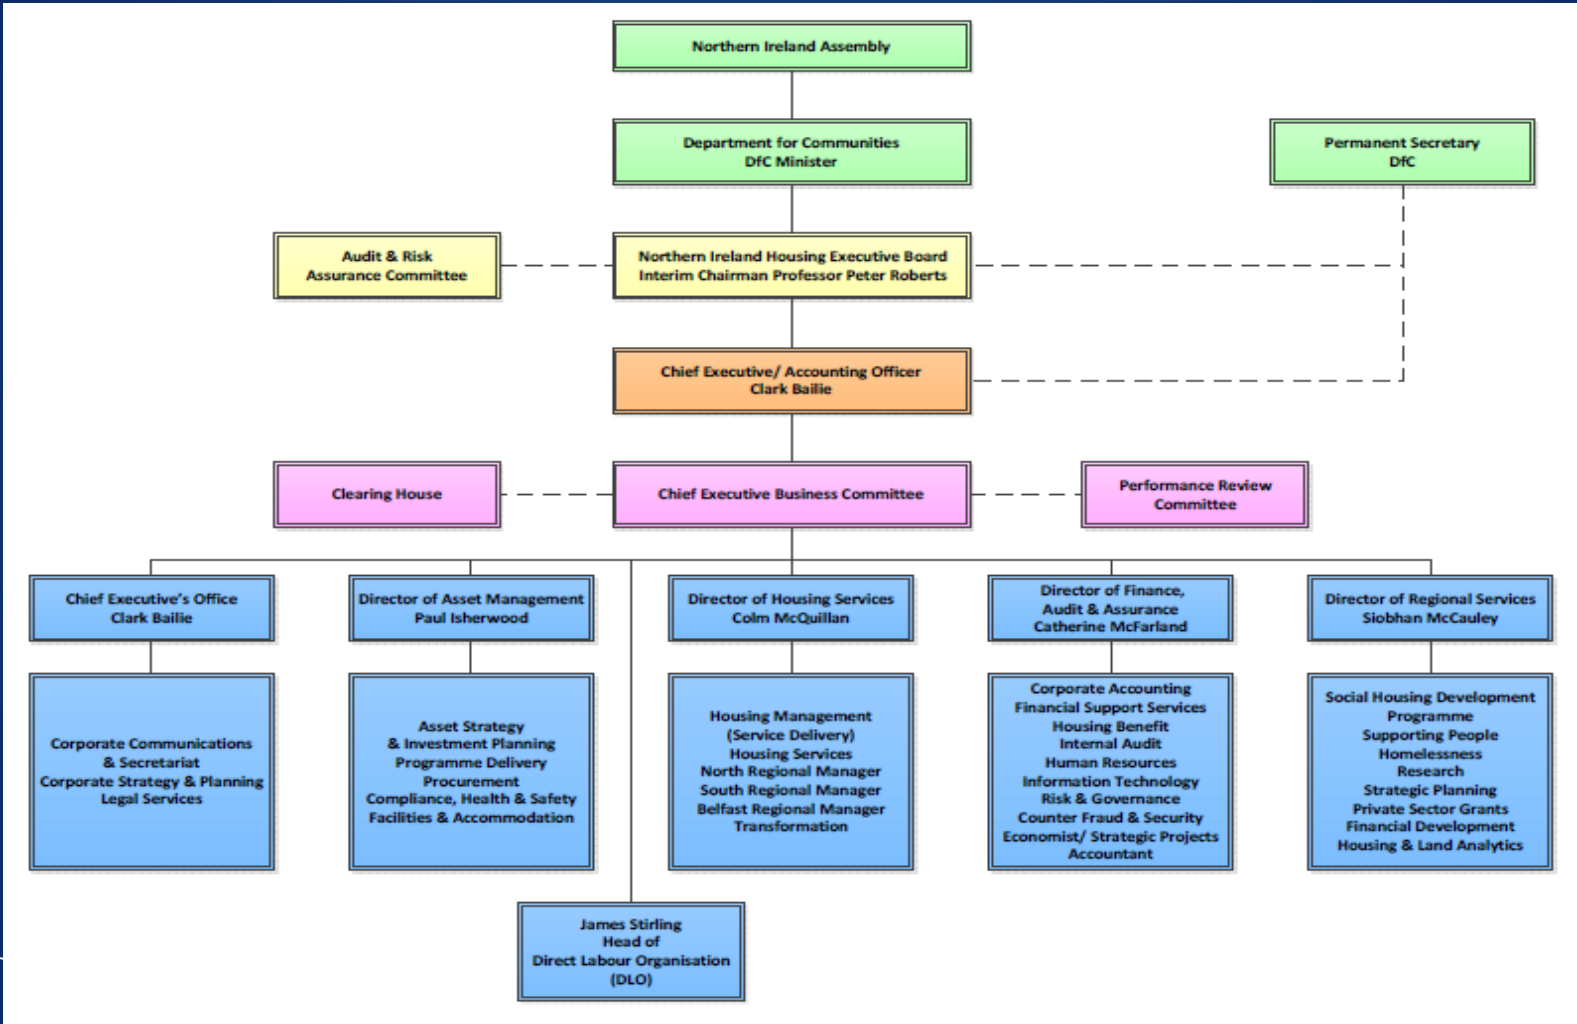 Northern Ireland Assembly
Department for Communities
DfC Minister
Permanent Secretary
DfC
Audit & Risk
Assurance Committee
Northern Ireland Housing Executive Board
Interim Chairman Professor Peter Roberts
Chief Executive/ Accounting Officer
Clark Bailie
Clearing House
Chief Executive Business Committee
Performance Review
Committee
Chief Executive's Office
Clark Bailie
Director of Asset Management
Paul Isherwood
Director of Housing Services
Colm McQuillan
Director of Finance,
Audit & Assurance
Catherine McFarland
Director of Regional Services
Siobhan McCauley
Corporate Communications
& Secretariat
Corporate Strategy & Planning
Legal Services
Asset Strategy
& Investment Planning
Programme Delivery
Procurement
Compliance, Health & Safety
Facilities & Accommodation
Housing Management
(Service Delivery)
Housing Services
North Regional Manager
South Regional Manager
Belfast Regional Manager
Transformation
Corporate Accounting
Financial Support Services
Housing Benefit
Internal Audit
Human Resources
Information Technology
Risk & Governance
Counter Fraud & Security
Economist/ Strategic Projects
Accountant
Social Housing Development
Programme
Supporting People
Homelessness
Research
Strategic Planning
Private Sector Grants
Financial Development
Housing & Land Analytics
James Stirling
Head of
Direct Labour Organisation
(DLO)